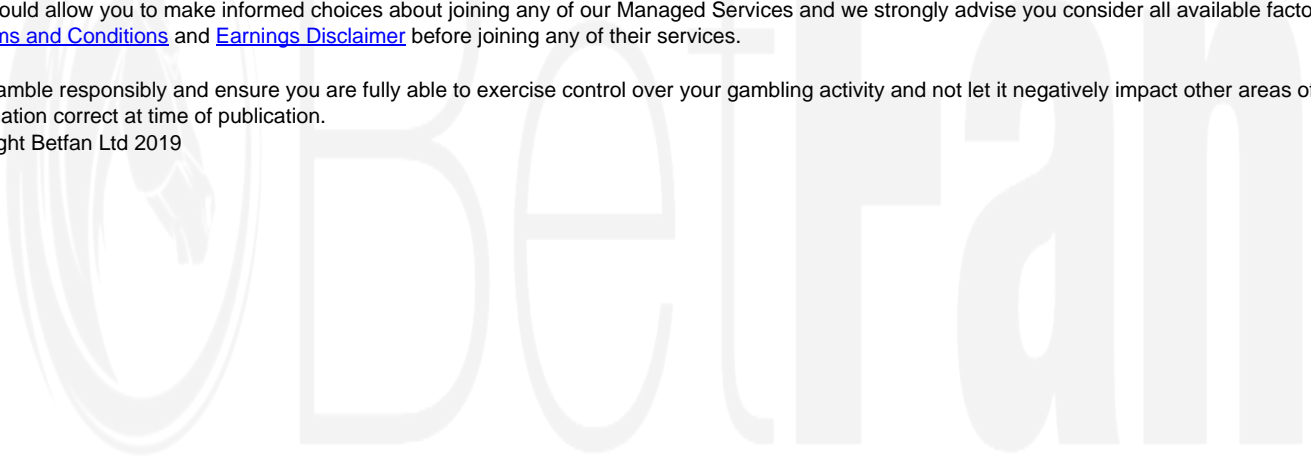 ould allow you to make informed choices about joining any of our Managed Services and we strongly advise you consider all available facto
ms and Conditions and Earnings Disclaimer before joining any of their services.
amble responsibly and ensure you are fully able to exercise control over your gambling activity and not let it negatively impact other areas of
ation correct at time of publication.
ght Betfan Ltd 2019
BetFan